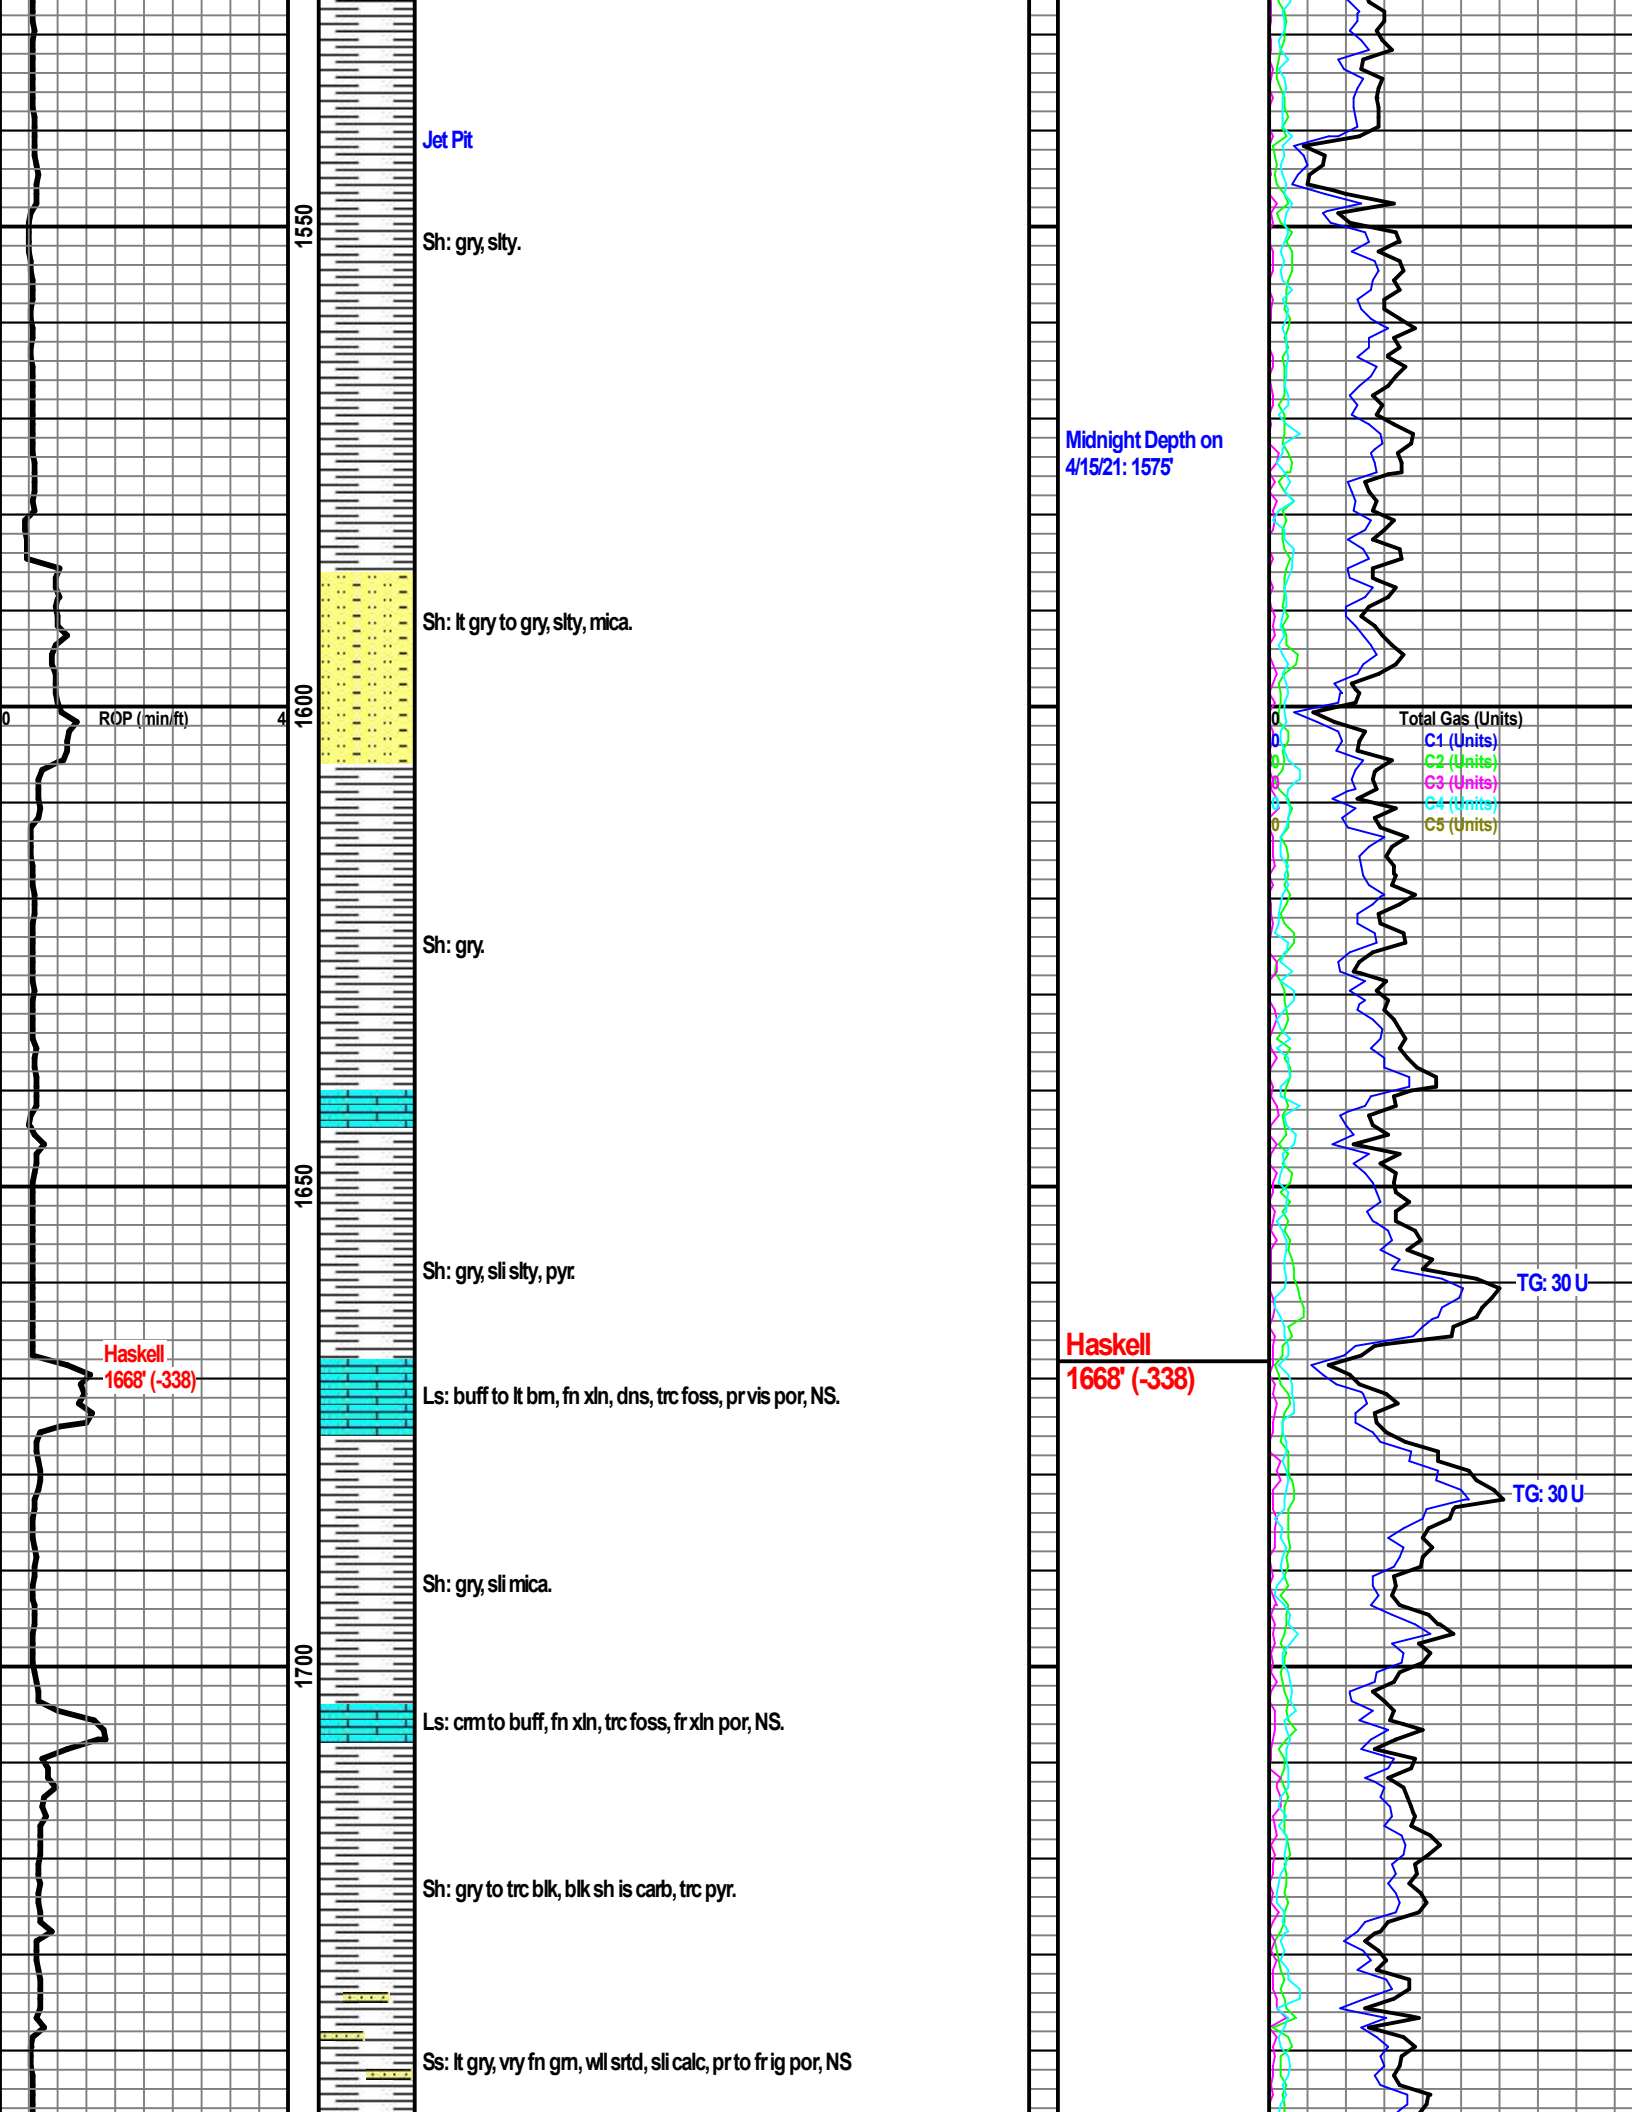 Jet Pit
1550
Sh: gry, slty.
Midnight Depth on
4/15/21: 1575'
Sh: lt gry to gry, slty, mica.
1600
0 ROP (min/ft) 4
0 Total Gas (Units)
0 C1 (Units)
0 C2 (Units)
0 C3 (Units)
0 C4 (Units)
0 C5 (Units)
Sh: gry.
1650
Sh: gry, sli slty, pyr.
TG: 30 U
Haskell
1668' (-338)
Haskell
1668' (-338)
Ls: buff to lt brn, fn xln, dns, trc foss, pr vis por, NS.
TG: 30 U
Sh: gry, sli mica.
1700
Ls: crm to buff, fn xln, trc foss, fr xln por, NS.
Sh: gry to trc blk, blk sh is carb, trc pyr.
Ss: lt gry, vry fn grn, wll srtd, sli calc, pr to fr ig por, NS